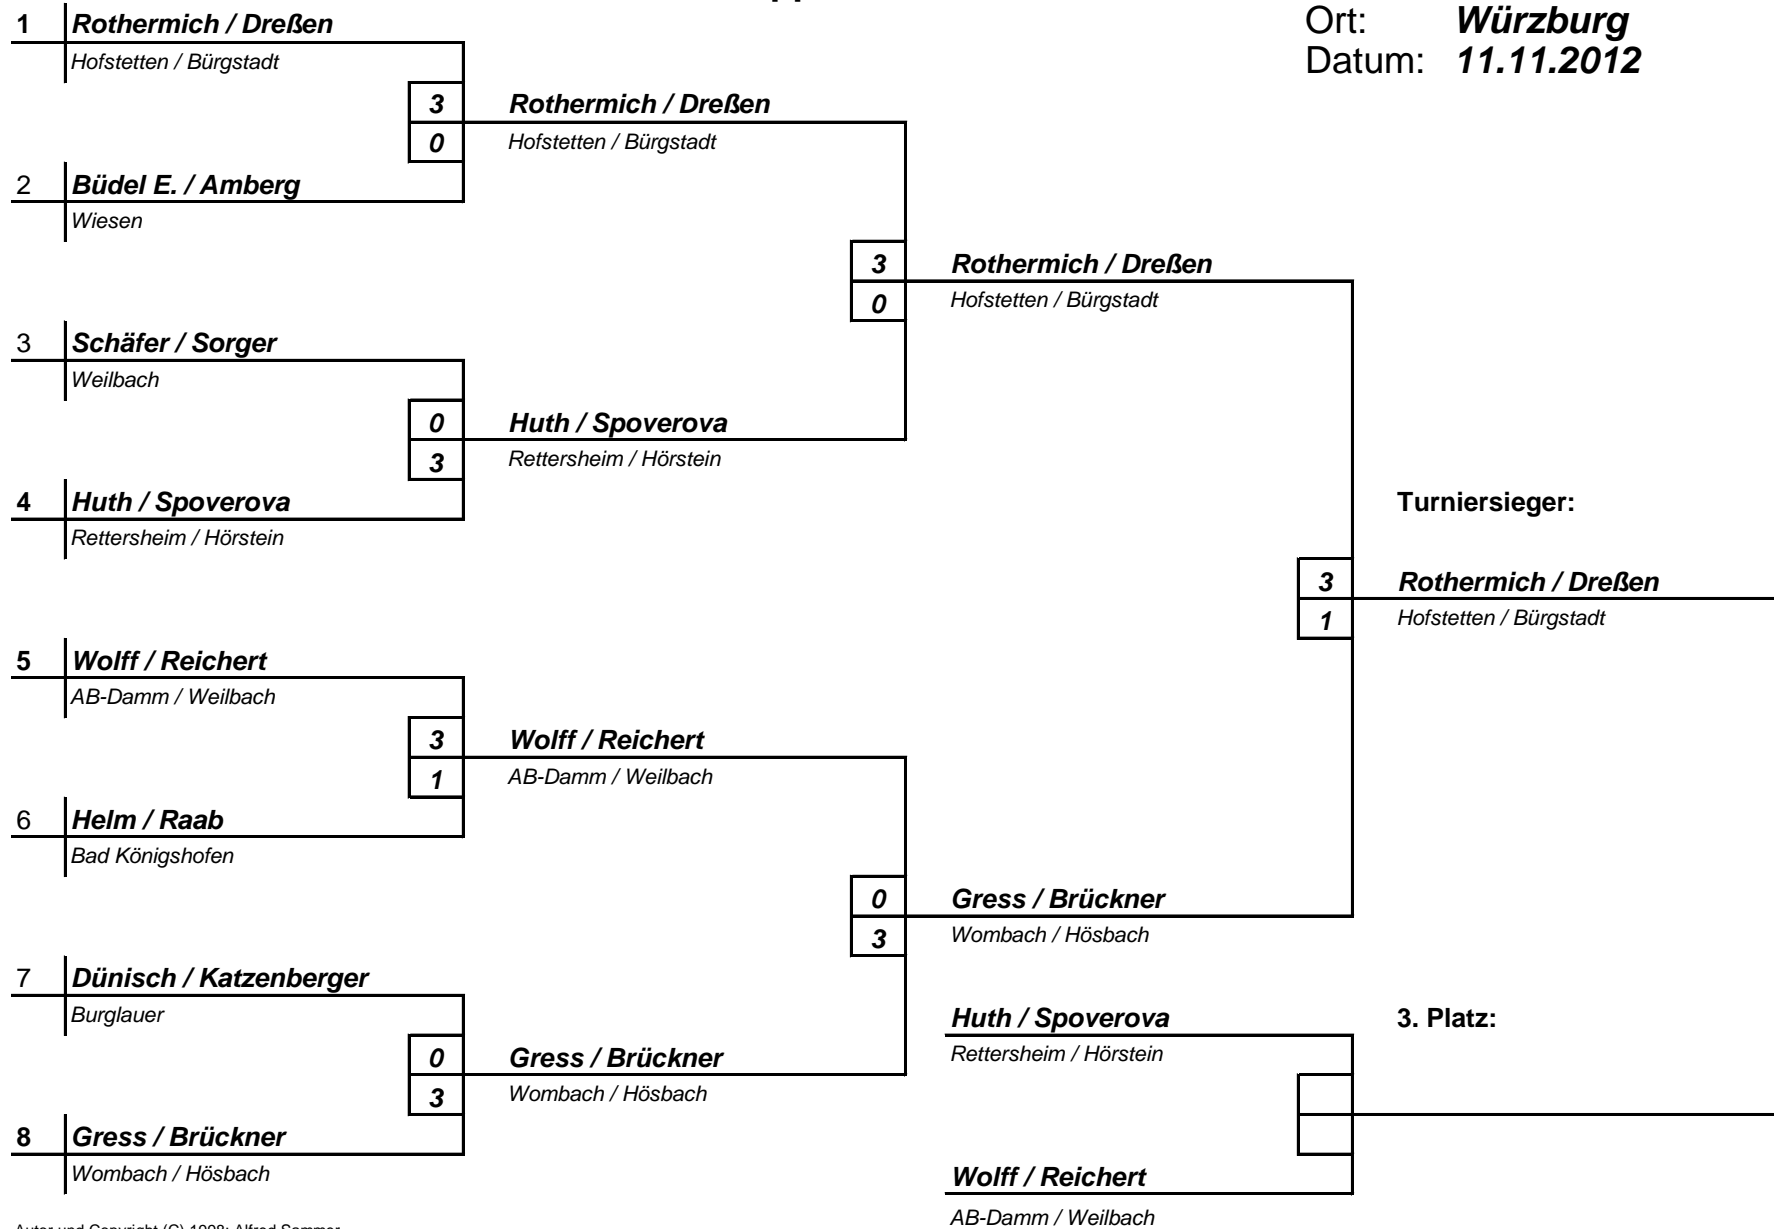 Ort: Würzburg
Datum: 11.11.2012
1 Rothermich / Dreßen
Hofstetten / Bürgstadt
3 Rothermich / Dreßen
0 Hofstetten / Bürgstadt
2 Büdel E. / Amberg
Wiesen
3 Rothermich / Dreßen
0 Hofstetten / Bürgstadt
3 Schäfer / Sorger
Weilbach
0 Huth / Spoverova
3 Rettersheim / Hörstein
4 Huth / Spoverova
Rettersheim / Hörstein
Turniersieger:
3 Rothermich / Dreßen
1 Hofstetten / Bürgstadt
5 Wolff / Reichert
AB-Damm / Weilbach
3 Wolff / Reichert
1 AB-Damm / Weilbach
6 Helm / Raab
Bad Königshofen
0 Gress / Brückner
3 Wombach / Hösbach
7 Dünisch / Katzenberger
Burglauer
Huth / Spoverova
Rettersheim / Hörstein
3. Platz:
0 Gress / Brückner
3 Wombach / Hösbach
8 Gress / Brückner
Wombach / Hösbach
Wolff / Reichert
AB-Damm / Weilbach